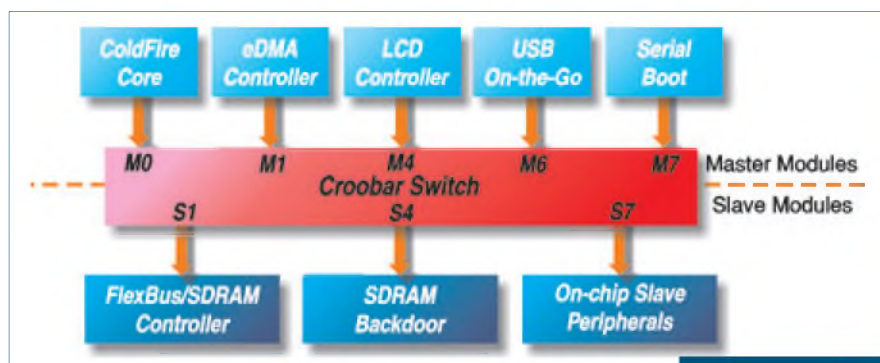 ColdFire
Core
eDMA
Controller
LCD
Controller
USB
On-the-Go
Serial
Boot
M0 M1 M4 M6 M7
Master Modules
Croobar Switch
Slave Modules
S1 S4 S7
FlexBus/SDRAM
Controller
SDRAM
Backdoor
On-chip Slave
Peripherals